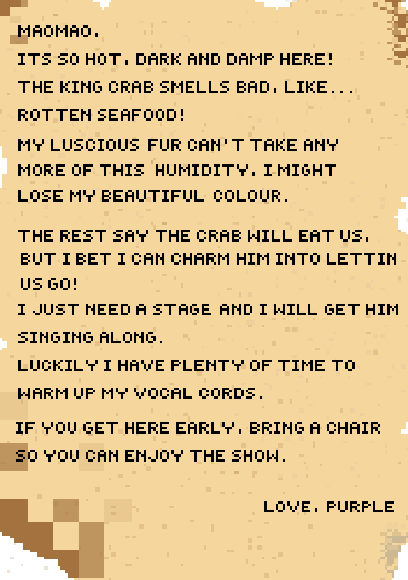 MAOMAO,
ITS SO HOT, DARK AND DAMP HERE!
THE KING CRAB SMELLS BAD, LIKE...
ROTTEN SEAFOOD!
MY LUSCIOUS FUR CAN'T TAKE ANY
MORE OF THIS HUMIDITY, I MIGHT
LOSE MY BEAUTIFUL COLOUR.
THE REST SAY THE CRAB WILL EAT US,
BUT I BET I CAN CHARM HIM INTO LETTIN
US GO!
I JUST NEED A STAGE AND I WILL GET HIM
SINGING ALONG.
LUCKILY I HAVE PLENTY OF TIME TO
WARM UP MY VOCAL CORDS.
IF YOU GET HERE EARLY, BRING A CHAIR
SO YOU CAN ENJOY THE SHOW.
LOVE, PURPLE